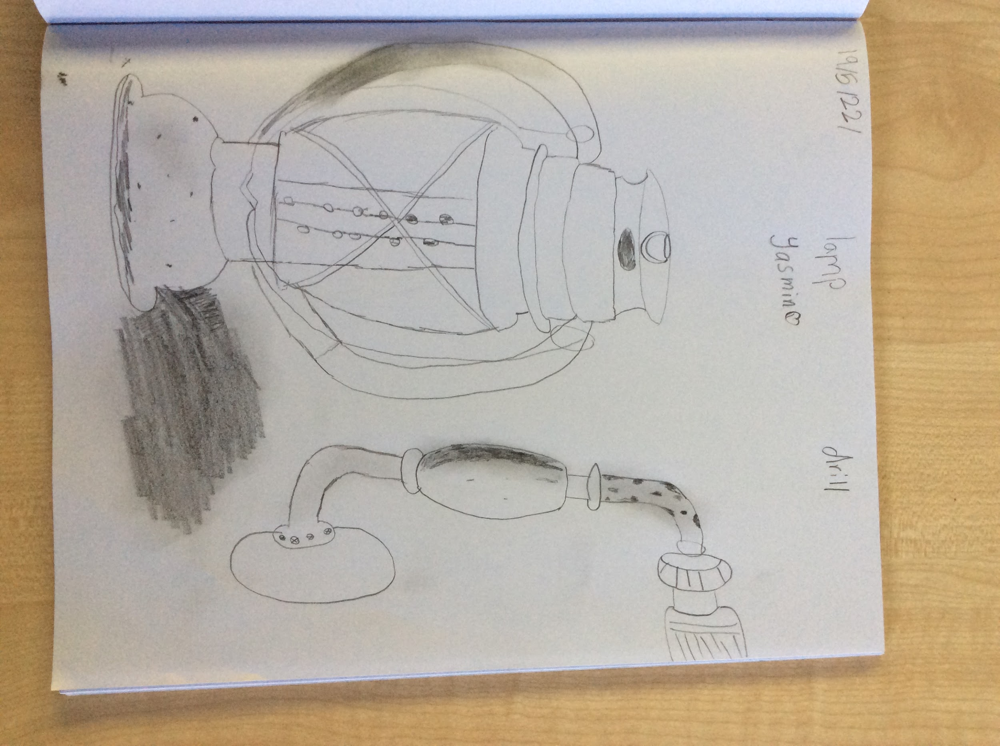 19/5/22/
lamp
Yasmin♡
drill